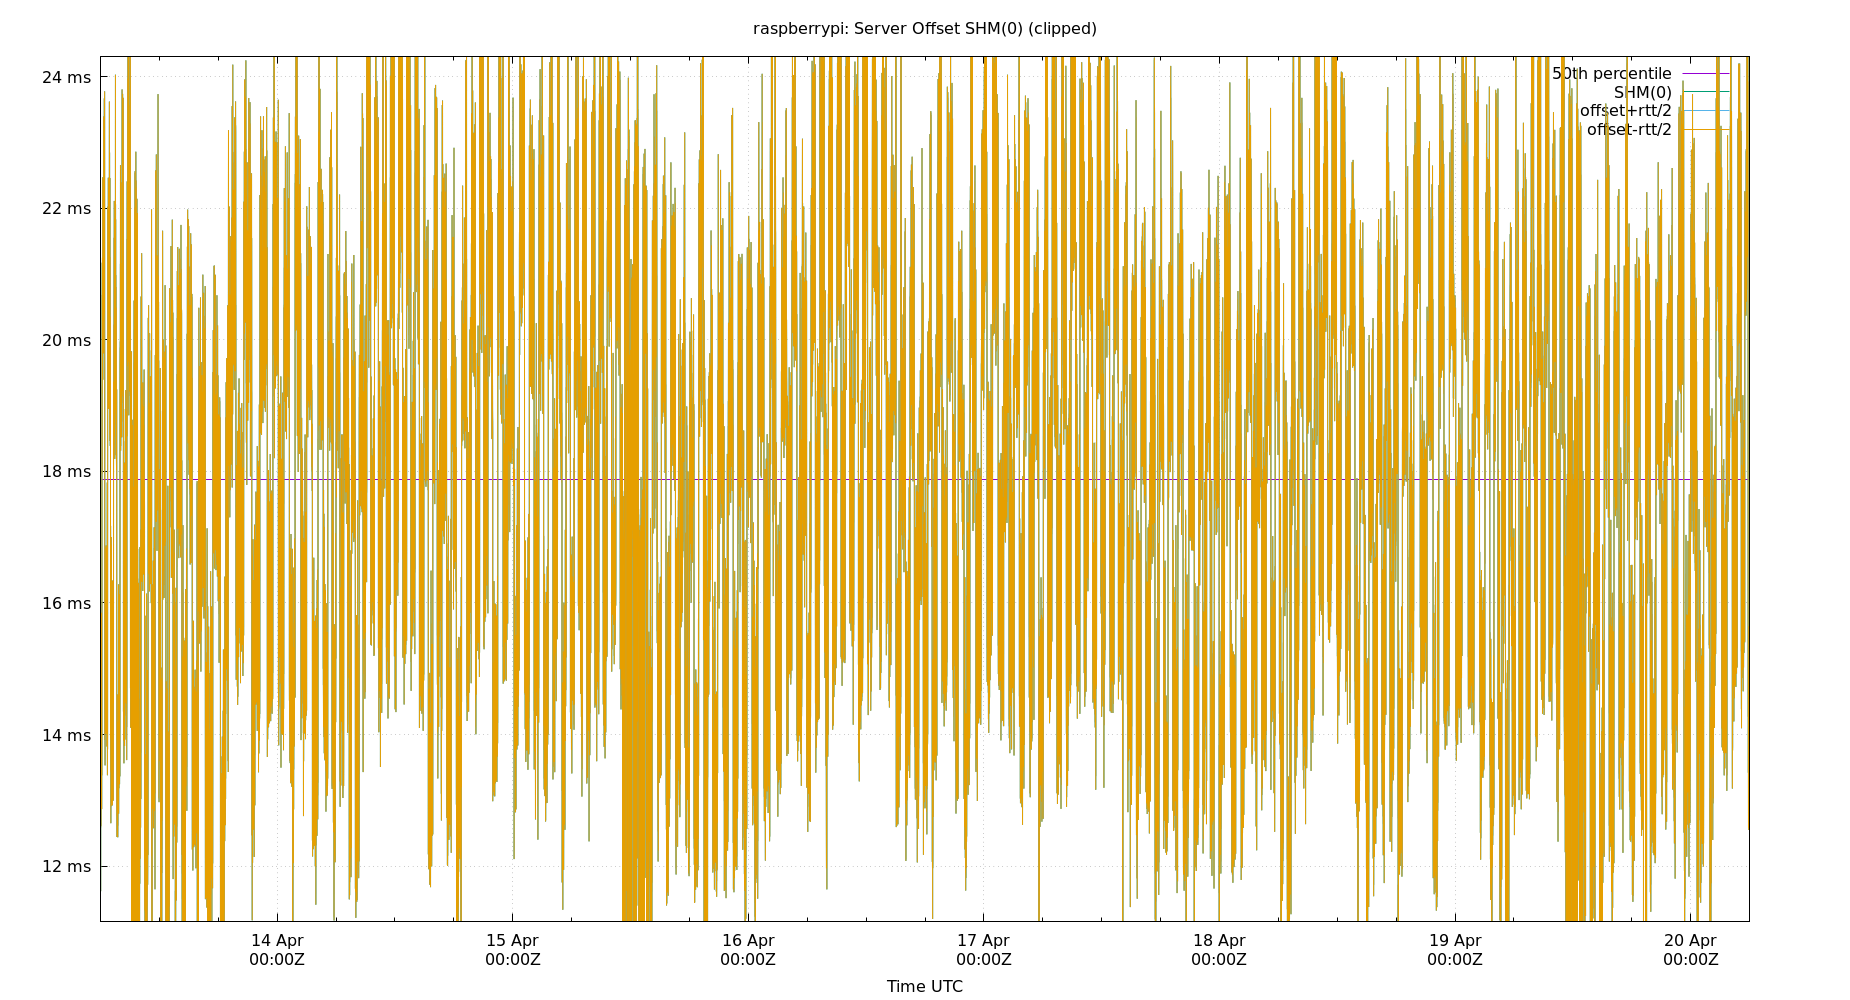 raspberrypi: Server Offset SHM(0) (clipped)
24 ms
22 ms
20 ms
18 ms
16 ms
14 ms
12 ms
50th percentile
SHM(0)
offset+rtt/2
offset-rtt/2
14 Apr 15 Apr 16 Apr 17 Apr 18 Apr 19 Apr 20 Apr
00:00Z 00:00Z 00:00Z 00:00Z 00:00Z 00:00Z 00:00Z
Time UTC